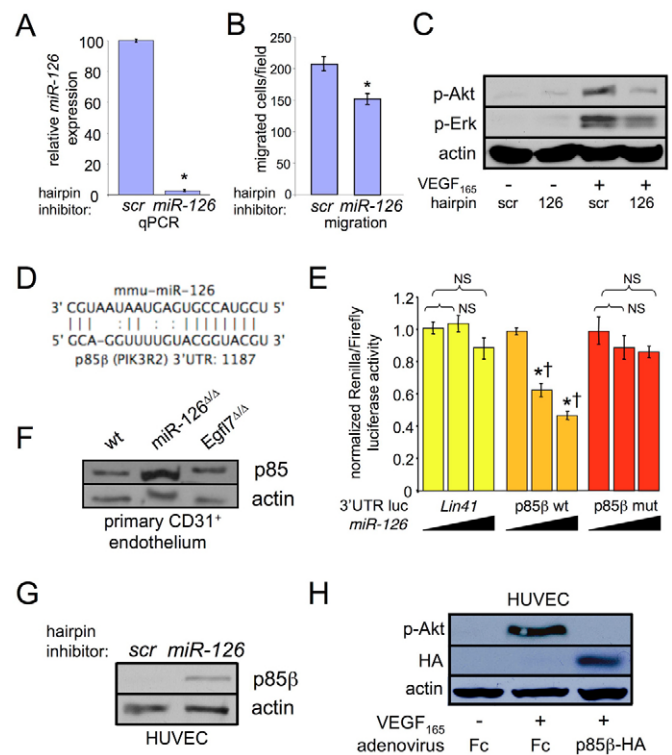 A
relative miR-126 expression
100
80
60
40
20
0
*
hairpin inhibitor:
scr miR-126
qPCR
B
migrated cells/field
250
200
150
100
50
0
*
scr miR-126
migration
C
p-Akt
p-Erk
actin
VEGF165 - - + +
hairpin scr 126 scr 126
D
mmu-miR-126
3' CGUAAUAAUGAGUGCCAUGCU 5'
5' GCA-GGUUUUGUACGGUACGU 3'
p85β (PIK3R2) 3'UTR: 1187
E
normalized Renilla/Firefly luciferase activity
1.2
1.0
0.8
0.6
0.4
0.2
0
NS
NS
*†
*†
NS
NS
3'UTR luc Lin41 p85β wt p85β mut
miR-126
F
wt miR-126Δ/Δ Egfl7Δ/Δ
p85
actin
primary CD31+
endothelium
G
hairpin
inhibitor: scr miR-126
p85β
actin
HUVEC
H
HUVEC
p-Akt
HA
actin
VEGF165 - + +
adenovirus Fc Fc p85β-HA